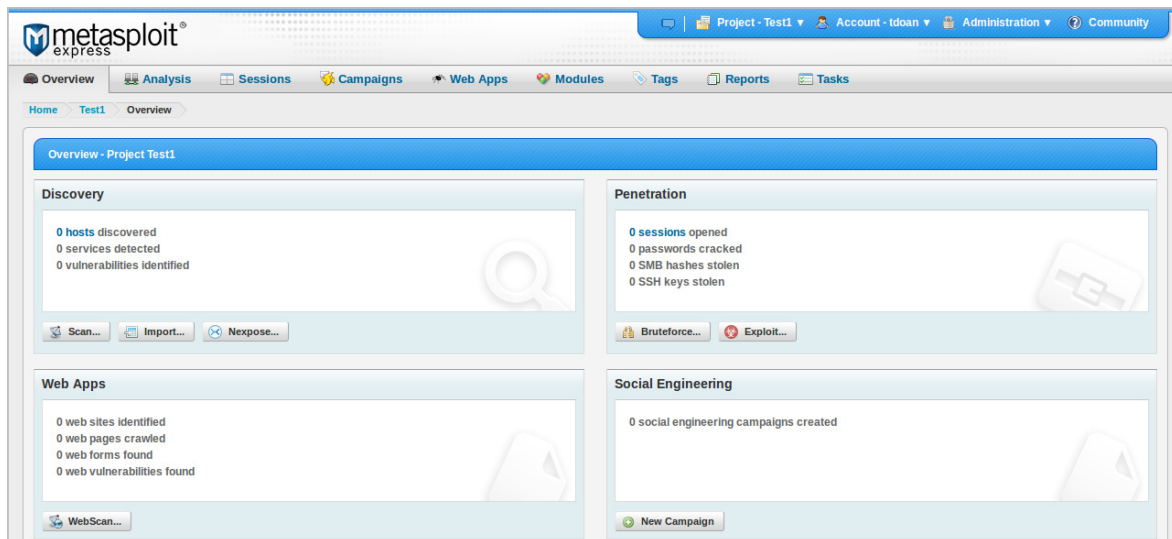 metasploit®
express
Project - Test1 ▾ Account - tdoan ▾ Administration ▾ Community
Overview Analysis Sessions Campaigns Web Apps Modules Tags Reports Tasks
Home Test1 Overview
Overview - Project Test1
Discovery
0 hosts discovered
0 services detected
0 vulnerabilities identified
Scan... Import... Nexpose...
Penetration
0 sessions opened
0 passwords cracked
0 SMB hashes stolen
0 SSH keys stolen
Bruteforce... Exploit...
Web Apps
0 web sites identified
0 web pages crawled
0 web forms found
0 web vulnerabilities found
WebScan...
Social Engineering
0 social engineering campaigns created
New Campaign